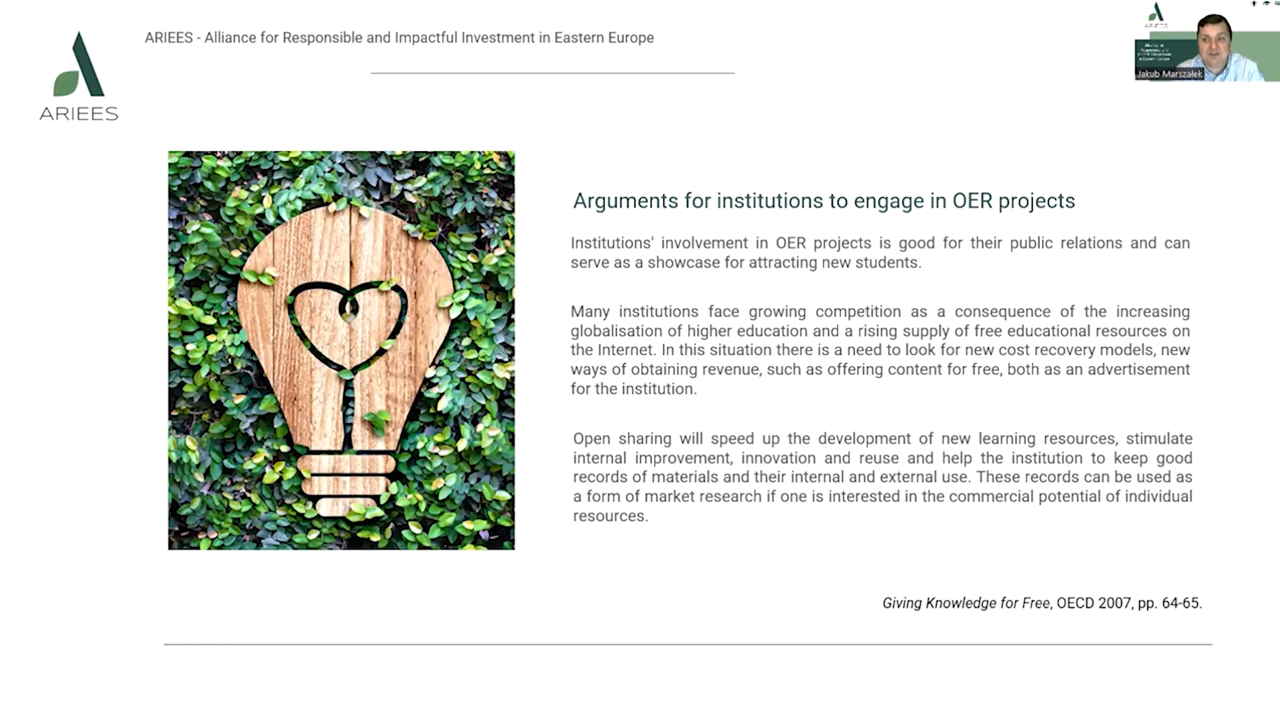 ARIEES - Alliance for Responsible and Impactful Investment in Eastern Europe
ARIEES
Jakub Marszałek
Arguments for institutions to engage in OER projects
Institutions' involvement in OER projects is good for their public relations and can
serve as a showcase for attracting new students.
Many institutions face growing competition as a consequence of the increasing
globalisation of higher education and a rising supply of free educational resources on
the Internet. In this situation there is a need to look for new cost recovery models, new
ways of obtaining revenue, such as offering content for free, both as an advertisement
for the institution.
Open sharing will speed up the development of new learning resources, stimulate
internal improvement, innovation and reuse and help the institution to keep good
records of materials and their internal and external use. These records can be used as
a form of market research if one is interested in the commercial potential of individual
resources.
Giving Knowledge for Free, OECD 2007, pp. 64-65.